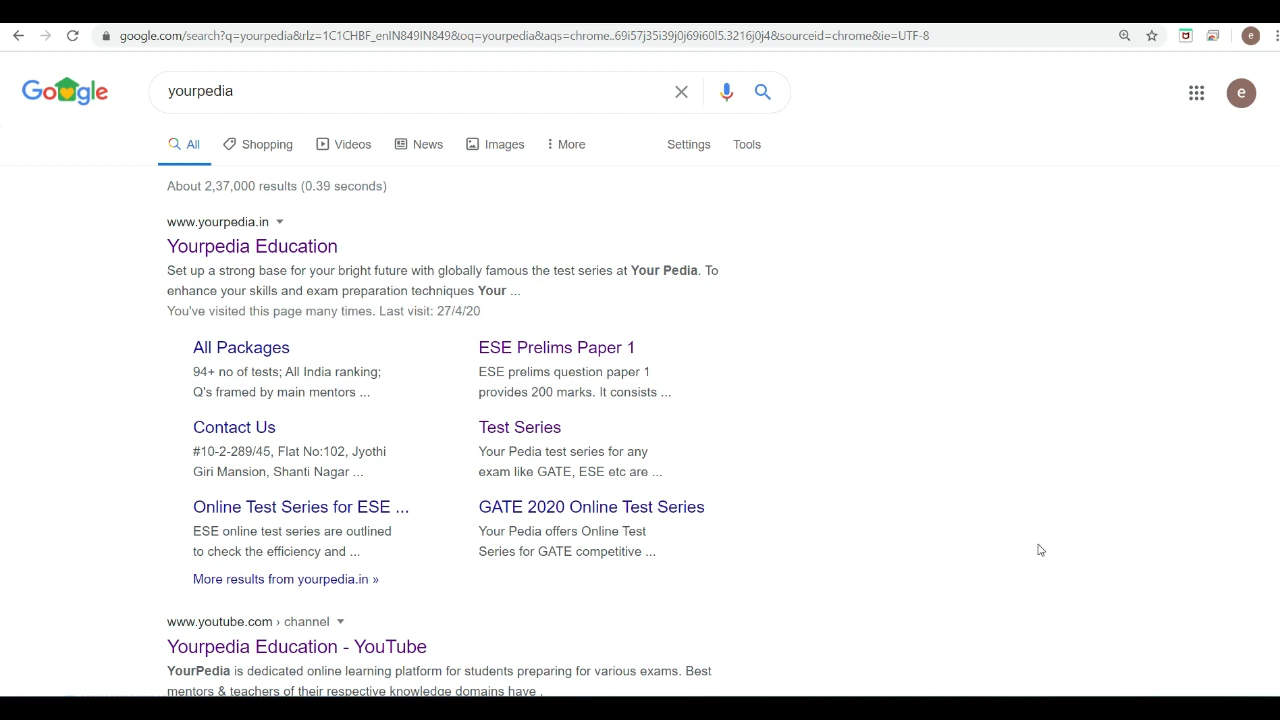 google.com/search?q=yourpedia&rlz=1C1CHBF_enIN849IN849&oq=yourpedia&aqs=chrome..69i57j35i39j0j69i60l5.3216j0j4&sourceid=chrome&ie=UTF-8
e
Google
yourpedia
e
All Shopping Videos News Images More Settings Tools
About 2,37,000 results (0.39 seconds)
www.yourpedia.in
Yourpedia Education
Set up a strong base for your bright future with globally famous the test series at Your Pedia. To
enhance your skills and exam preparation techniques Your ...
You've visited this page many times. Last visit: 27/4/20
All Packages
94+ no of tests; All India ranking;
Q's framed by main mentors ...
ESE Prelims Paper 1
ESE prelims question paper 1
provides 200 marks. It consists ...
Contact Us
#10-2-289/45, Flat No:102, Jyothi
Giri Mansion, Shanti Nagar ...
Test Series
Your Pedia test series for any
exam like GATE, ESE etc are ...
Online Test Series for ESE ...
ESE online test series are outlined
to check the efficiency and ...
GATE 2020 Online Test Series
Your Pedia offers Online Test
Series for GATE competitive ...
More results from yourpedia.in »
www.youtube.com › channel
Yourpedia Education - YouTube
YourPedia is dedicated online learning platform for students preparing for various exams. Best
mentors & teachers of their respective knowledge domains have .